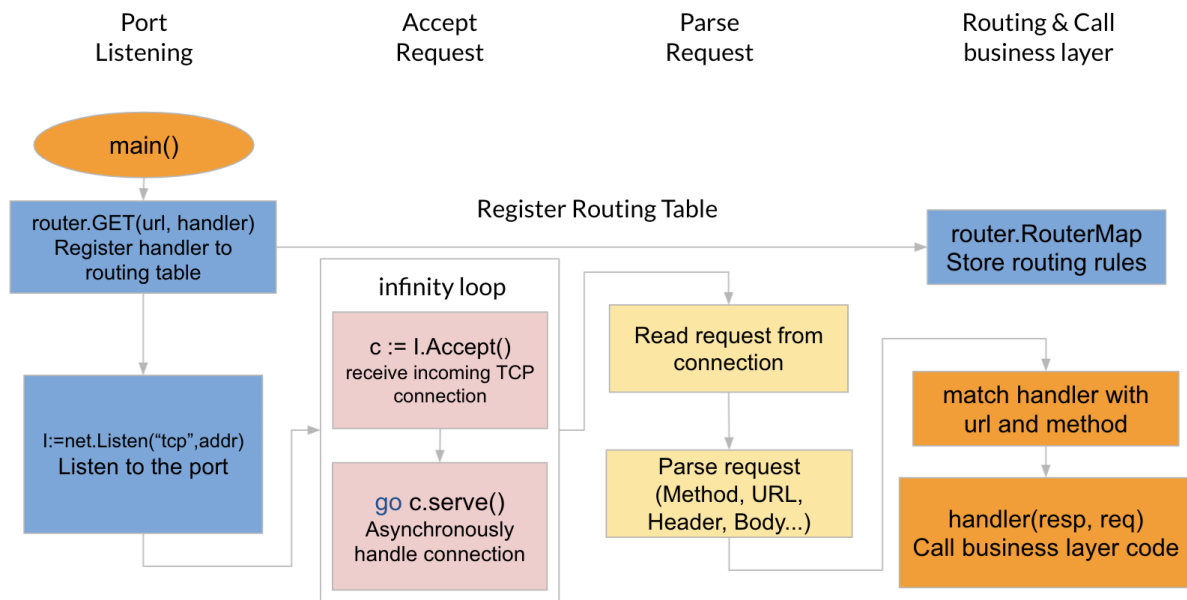 Port
Listening
Accept
Request
Parse
Request
Routing & Call
business layer
main()
router.GET(url, handler)
Register handler to
routing table
Register Routing Table
router.RouterMap
Store routing rules
infinity loop
c := l.Accept()
receive incoming TCP
connection
go c.serve()
Asynchronously
handle connection
l:=net.Listen(“tcp”,addr)
Listen to the port
Read request from
connection
Parse request
(Method, URL,
Header, Body...)
match handler with
url and method
handler(resp, req)
Call business layer code